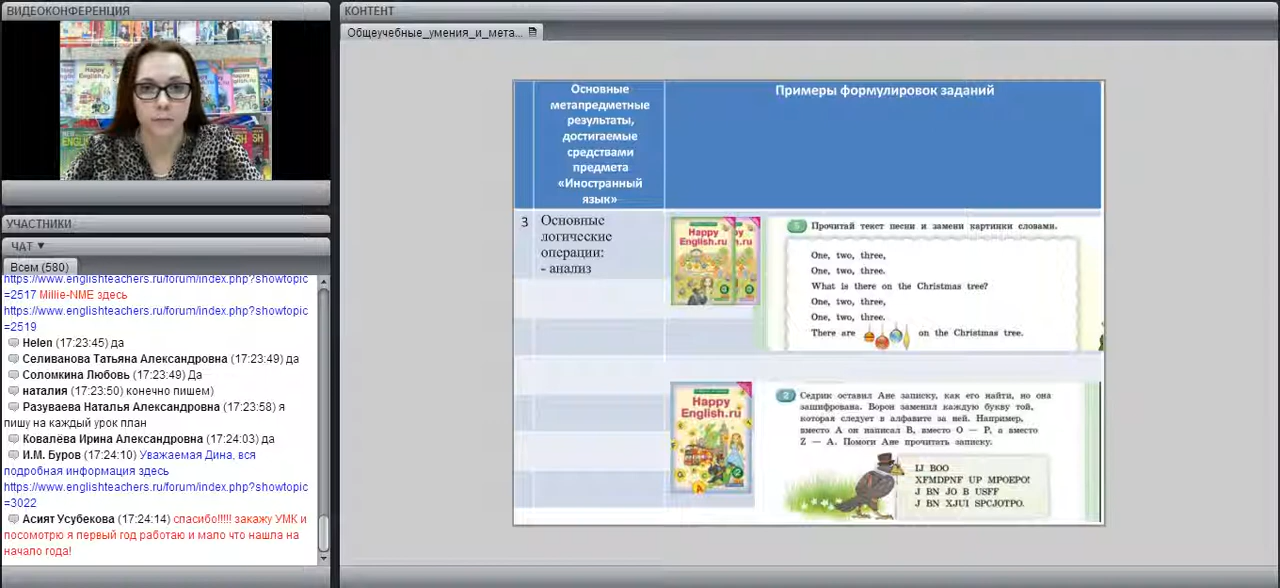 ВИДЕОКОНФЕРЕНЦИЯ
УЧАСТНИКИ
ЧАТ
Всем (580)
https://www.englishteachers.ru/forum/index.php?showtopic
=2517 Millie-NME здесь
https://www.englishteachers.ru/forum/index.php?showtopic
=2519
Helen (17:23:45) да
Селиванова Татьяна Александровна (17:23:49) да
Соломкина Любовь (17:23:49) Да
наталия (17:23:50) конечно пишем)
Разуваева Наталья Александровна (17:23:58) я
пишу на каждый урок план
Ковалёва Ирина Александровна (17:24:03) да
И.М. Буров (17:24:10) Уважаемая Дина, вся
подробная информация здесь
https://www.englishteachers.ru/forum/index.php?showtopic
=3022
Асият Усубекова (17:24:14) спасибо!!!!! закажу УМК и
посмотрю я первый год работаю и мало что нашла на
начало года!
КОНТЕНТ
Общеучебные_умения_и_мета...
Основные
метапредметные
результаты,
достигаемые
средствами
предмета
«Иностранный
язык»
Примеры формулировок заданий
3
Основные
логические
операции:
- анализ
Happy
English.ru
5 Прочитай текст песни и замени картинки словами.
One, two, three,
One, two, three.
What is there on the Christmas tree?
One, two, three,
One, two, three.
There are on the Christmas tree.
Happy
English.ru
2 Седрик оставил Ане записку, как его найти, но она
зашифрована. Ворон заменил каждую букву той,
которая следует в алфавите за ней. Например,
вместо A он написал B, вместо O — P, а вместо
Z — A. Помоги Ане прочитать записку.
IJ BOO
XFMDPNF UP MPOEPO!
J BN JO B USFF
J BN XJUI SPCJOTPO.